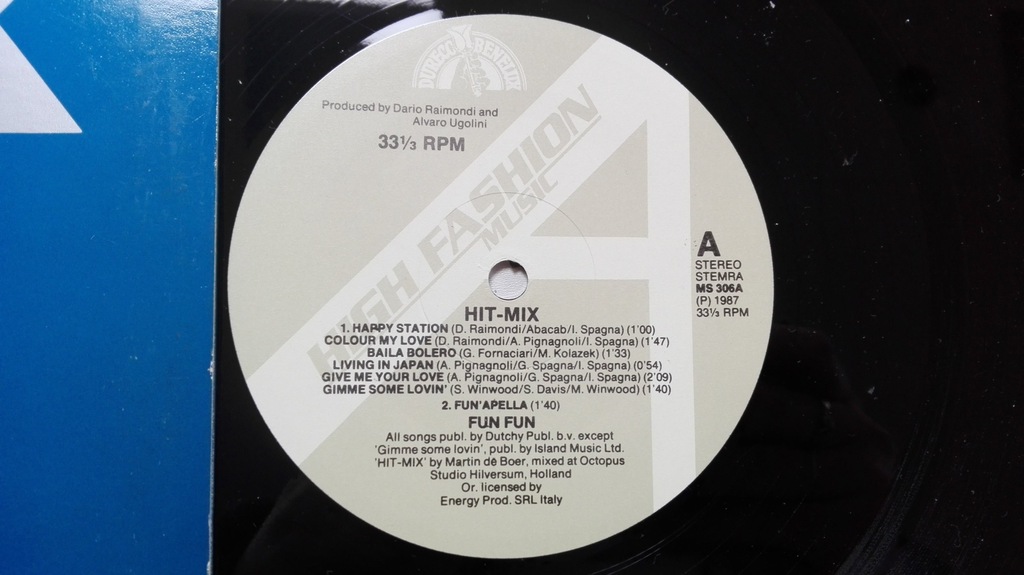 DURECO BENELUX
Produced by Dario Raimondi and
Alvaro Ugolini
33⅓ RPM
HIGH FASHION
MUSIC
A
STEREO
STEMRA
MS 306A
(P) 1987
33⅓ RPM
HIT-MIX
1. HAPPY STATION (D. Raimondi/Abacab/I. Spagna) (1'00)
COLOUR MY LOVE (D. Raimondi/A. Pignagnoli/I. Spagna) (1'47)
BAILA BOLERO (G. Fornaciari/M. Kolazek) (1'33)
LIVING IN JAPAN (A. Pignagnoli/G. Spagna/I. Spagna) (0'54)
GIVE ME YOUR LOVE (A. Pignagnoli/G. Spagna/I. Spagna) (2'09)
GIMME SOME LOVIN' (S. Winwood/S. Davis/M. Winwood) (1'40)
2. FUN'APELLA (1'40)
FUN FUN
All songs publ. by Dutchy Publ. b.v. except
'Gimme some lovin', publ. by Island Music Ltd.
'HIT-MIX' by Martin de Boer, mixed at Octopus
Studio Hilversum, Holland
Or. licensed by
Energy Prod. SRL Italy